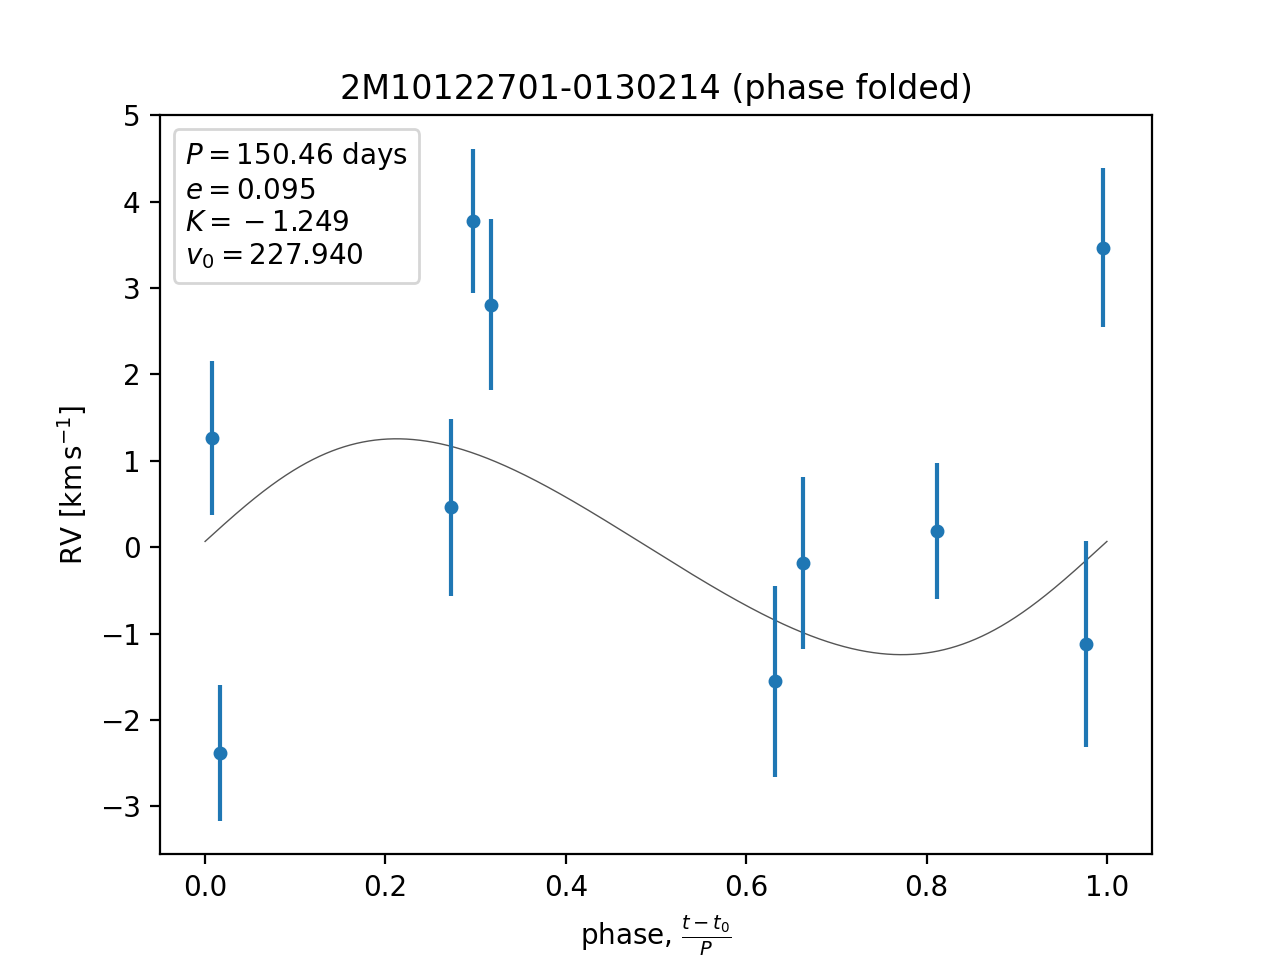 2M10122701-0130214 (phase folded)
P = 150.46 days
e = 0.095
K = −1.249
v₀ = 227.940
5
4
3
2
1
0
−1
−2
−3
RV [km s⁻¹]
0.0 0.2 0.4 0.6 0.8 1.0
phase, (t − t₀)/P